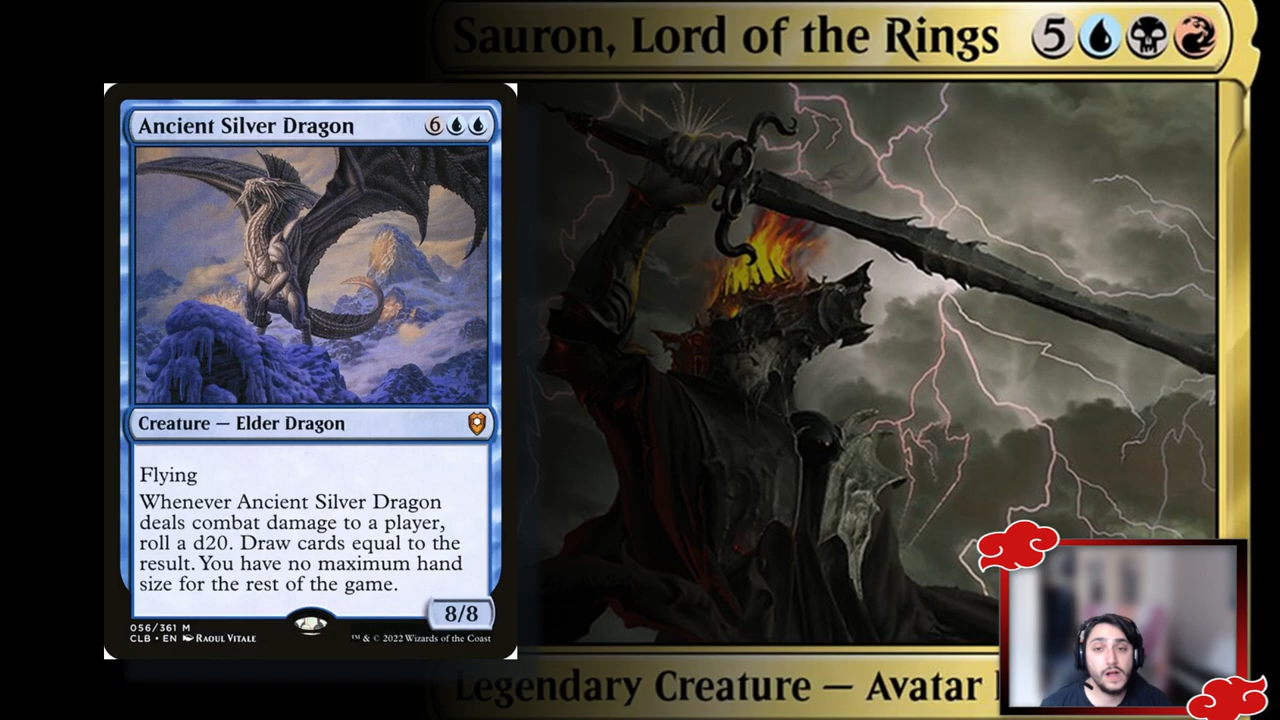 Sauron, Lord of the Rings 5
Ancient Silver Dragon 6
Creature — Elder Dragon
Flying
Whenever Ancient Silver Dragon
deals combat damage to a player,
roll a d20. Draw cards equal to the
result. You have no maximum hand
size for the rest of the game.
8/8
056/361 M
CLB • EN RAOUL VITALE
™ & © 2022 Wizards of the Coast
Legendary Creature — Avatar